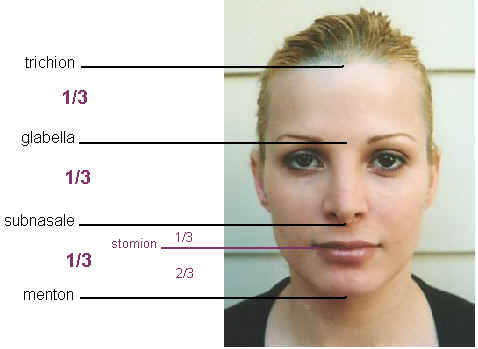 trichion
1/3
glabella
1/3
subnasale
stomion 1/3
1/3
2/3
menton